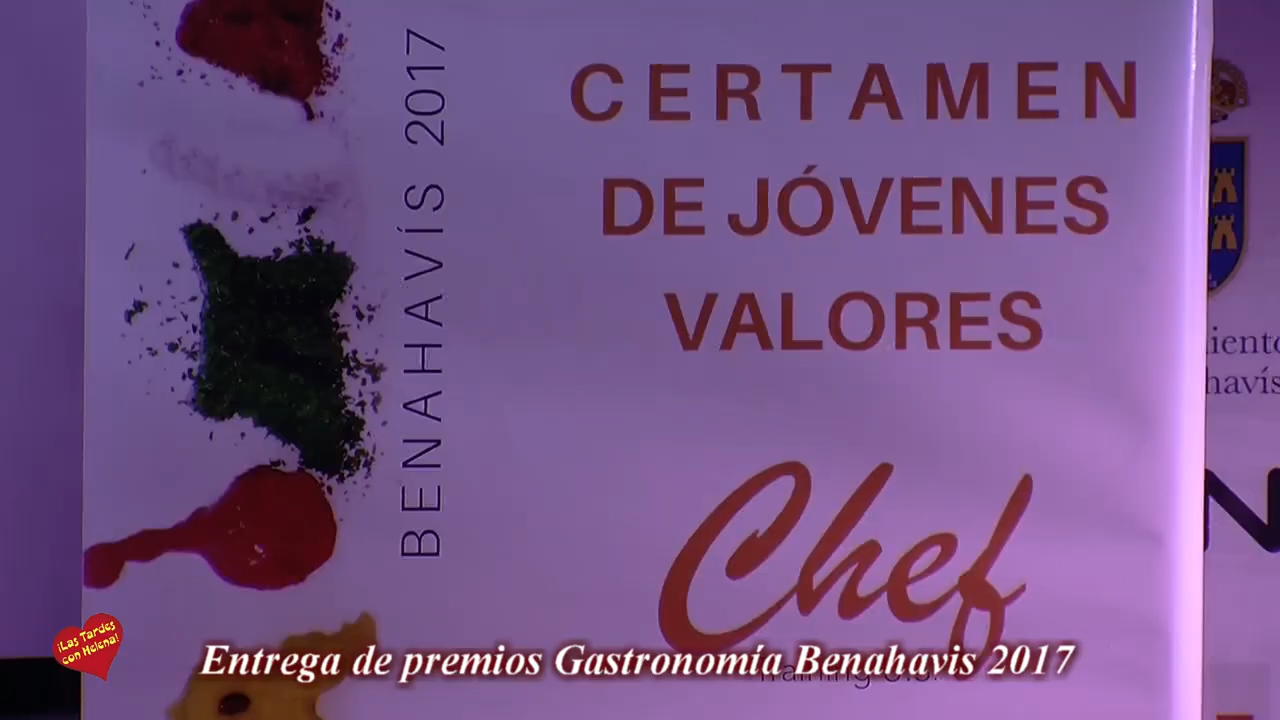 BENAHAVÍS 2017
CERTAMEN
DE JÓVENES
VALORES
Chef
¡Las Tardes
con Helena!
Entrega de premios Gastronomía Benahavis 2017